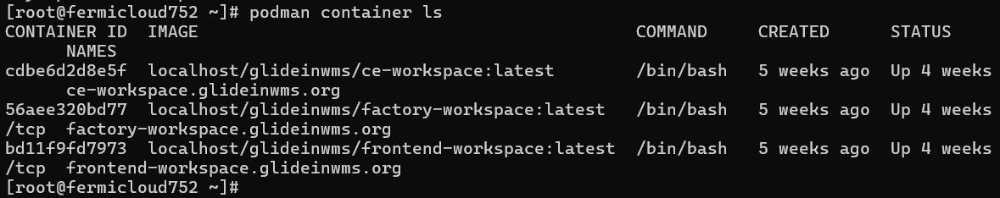 [root@fermicloud752 ~]# podman container ls
CONTAINER ID  IMAGE                                           COMMAND     CREATED      STATUS
      NAMES
cdbe6d2d8e5f  localhost/glideinwms/ce-workspace:latest        /bin/bash   5 weeks ago  Up 4 weeks
      ce-workspace.glideinwms.org
56aee320bd77  localhost/glideinwms/factory-workspace:latest   /bin/bash   5 weeks ago  Up 4 weeks
/tcp  factory-workspace.glideinwms.org
bd11f9fd7973  localhost/glideinwms/frontend-workspace:latest  /bin/bash   5 weeks ago  Up 4 weeks
/tcp  frontend-workspace.glideinwms.org
[root@fermicloud752 ~]#